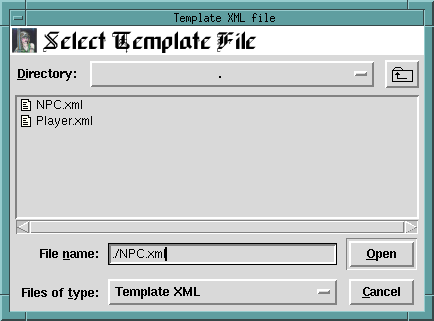 Template XML file
Select Template File
Directory: .
NPC.xml
Player.xml
File name: ./NPC.xml
Open
Files of type: Template XML
Cancel